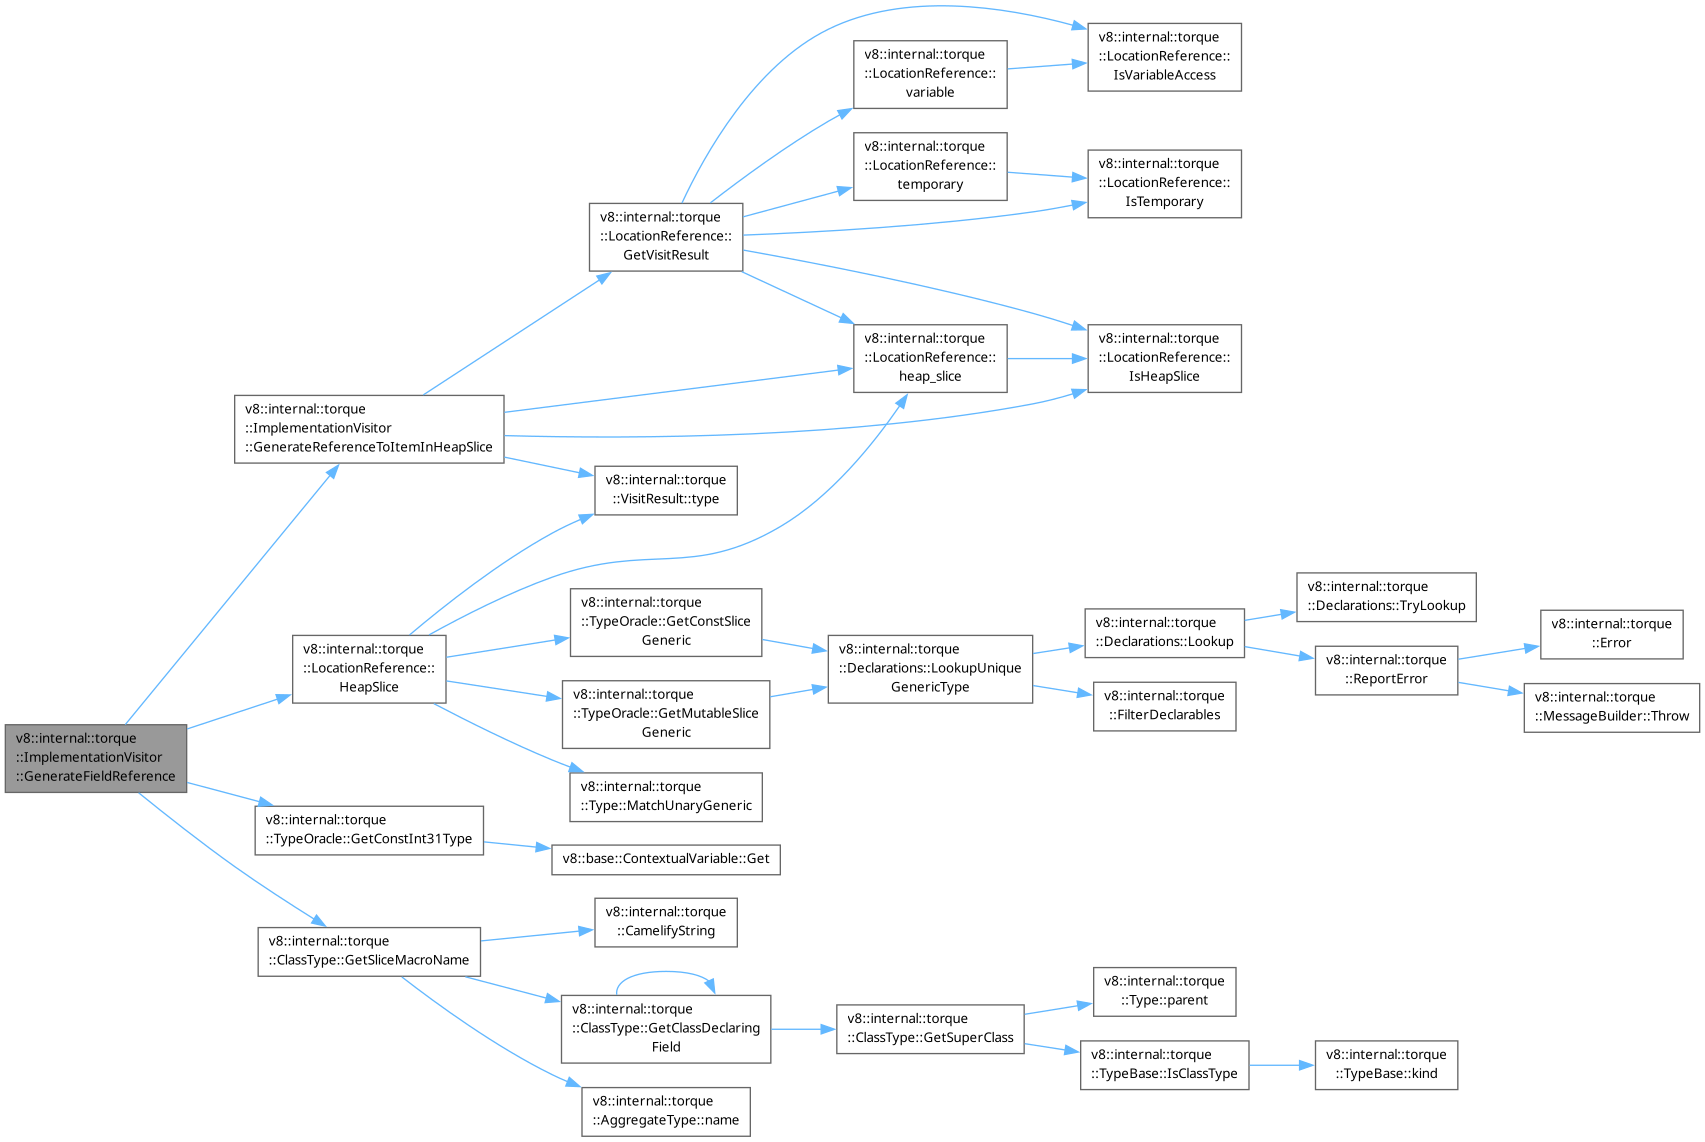 v8::internal::torque
::LocationReference::
IsVariableAccess
v8::internal::torque
::LocationReference::
variable
v8::internal::torque
::LocationReference::
temporary
v8::internal::torque
::LocationReference::
IsTemporary
v8::internal::torque
::LocationReference::
GetVisitResult
v8::internal::torque
::LocationReference::
heap_slice
v8::internal::torque
::LocationReference::
IsHeapSlice
v8::internal::torque
::ImplementationVisitor
::GenerateReferenceToItemInHeapSlice
v8::internal::torque
::VisitResult::type
v8::internal::torque
::TypeOracle::GetConstSlice
Generic
v8::internal::torque
::Declarations::TryLookup
v8::internal::torque
::Declarations::Lookup
v8::internal::torque
::Error
v8::internal::torque
::LocationReference::
HeapSlice
v8::internal::torque
::Declarations::LookupUnique
GenericType
v8::internal::torque
::ReportError
v8::internal::torque
::TypeOracle::GetMutableSlice
Generic
v8::internal::torque
::FilterDeclarables
v8::internal::torque
::MessageBuilder::Throw
v8::internal::torque
::ImplementationVisitor
::GenerateFieldReference
v8::internal::torque
::Type::MatchUnaryGeneric
v8::internal::torque
::TypeOracle::GetConstInt31Type
v8::base::ContextualVariable::Get
v8::internal::torque
::CamelifyString
v8::internal::torque
::ClassType::GetSliceMacroName
v8::internal::torque
::Type::parent
v8::internal::torque
::ClassType::GetClassDeclaring
Field
v8::internal::torque
::ClassType::GetSuperClass
v8::internal::torque
::TypeBase::IsClassType
v8::internal::torque
::TypeBase::kind
v8::internal::torque
::AggregateType::name